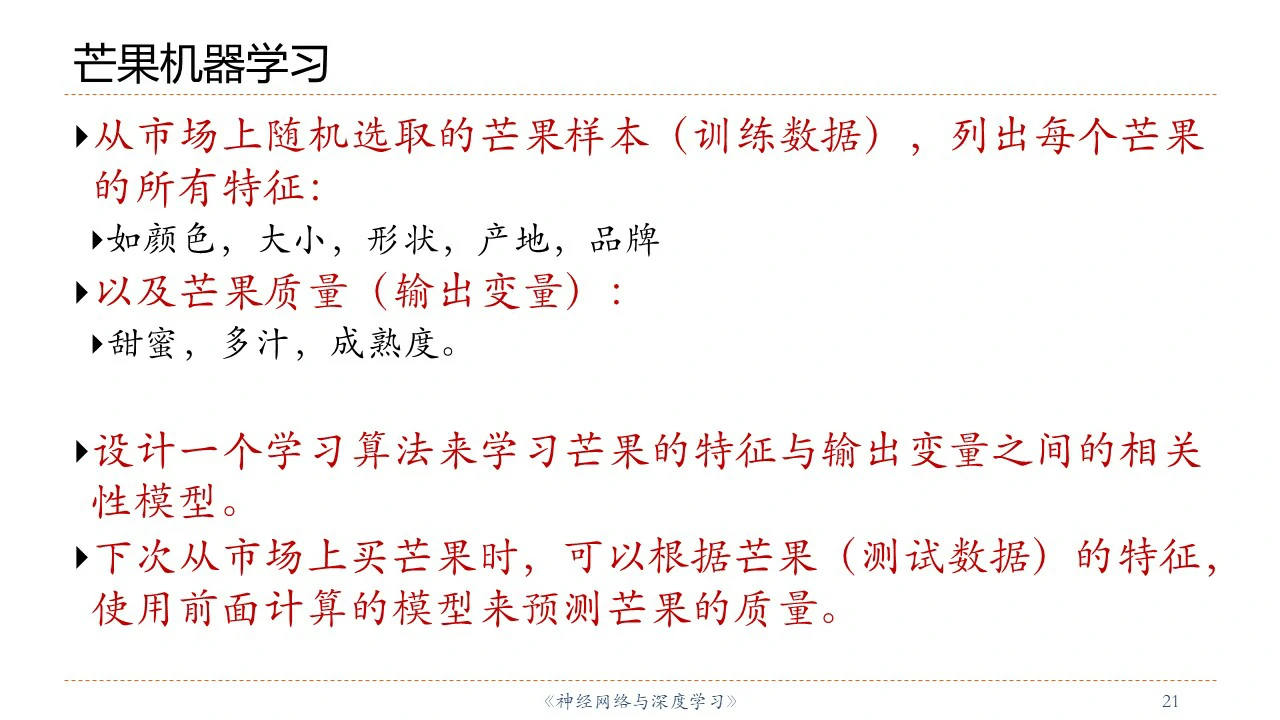 芒果机器学习
从市场上随机选取的芒果样本（训练数据），列出每个芒果
的所有特征：
如颜色，大小，形状，产地，品牌
以及芒果质量（输出变量）：
甜蜜，多汁，成熟度。
设计一个学习算法来学习芒果的特征与输出变量之间的相关
性模型。
下次从市场上买芒果时，可以根据芒果（测试数据）的特征，
使用前面计算的模型来预测芒果的质量。
《神经网络与深度学习》
21